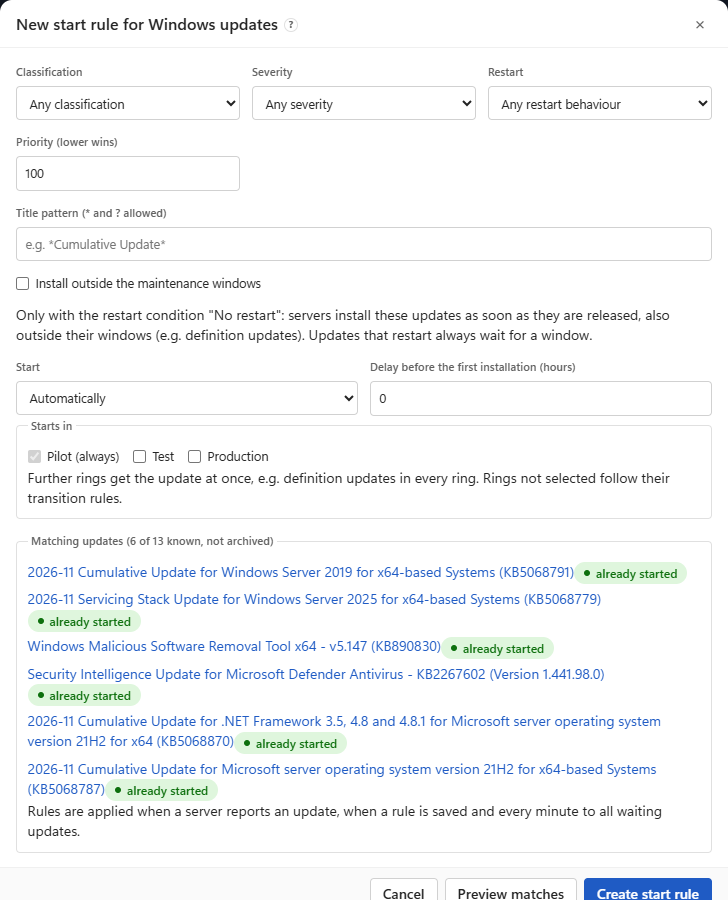 New start rule for Windows updates ?
×
Classification
Severity
Restart
Any classification
Any severity
Any restart behaviour
Priority (lower wins)
100
Title pattern (* and ? allowed)
e.g. *Cumulative Update*
Install outside the maintenance windows
Only with the restart condition "No restart": servers install these updates as soon as they are released, also
outside their windows (e.g. definition updates). Updates that restart always wait for a window.
Start
Delay before the first installation (hours)
Automatically
0
Starts in
Pilot (always)
Test
Production
Further rings get the update at once, e.g. definition updates in every ring. Rings not selected follow their
transition rules.
Matching updates (6 of 13 known, not archived)
2026-11 Cumulative Update for Windows Server 2019 for x64-based Systems (KB5068791) already started
2026-11 Servicing Stack Update for Windows Server 2025 for x64-based Systems (KB5068779)
already started
Windows Malicious Software Removal Tool x64 - v5.147 (KB890830) already started
Security Intelligence Update for Microsoft Defender Antivirus - KB2267602 (Version 1.441.98.0)
already started
2026-11 Cumulative Update for .NET Framework 3.5, 4.8 and 4.8.1 for Microsoft server operating system
version 21H2 for x64 (KB5068870) already started
2026-11 Cumulative Update for Microsoft server operating system version 21H2 for x64-based Systems
(KB5068787) already started
Rules are applied when a server reports an update, when a rule is saved and every minute to all waiting
updates.
Cancel
Preview matches
Create start rule